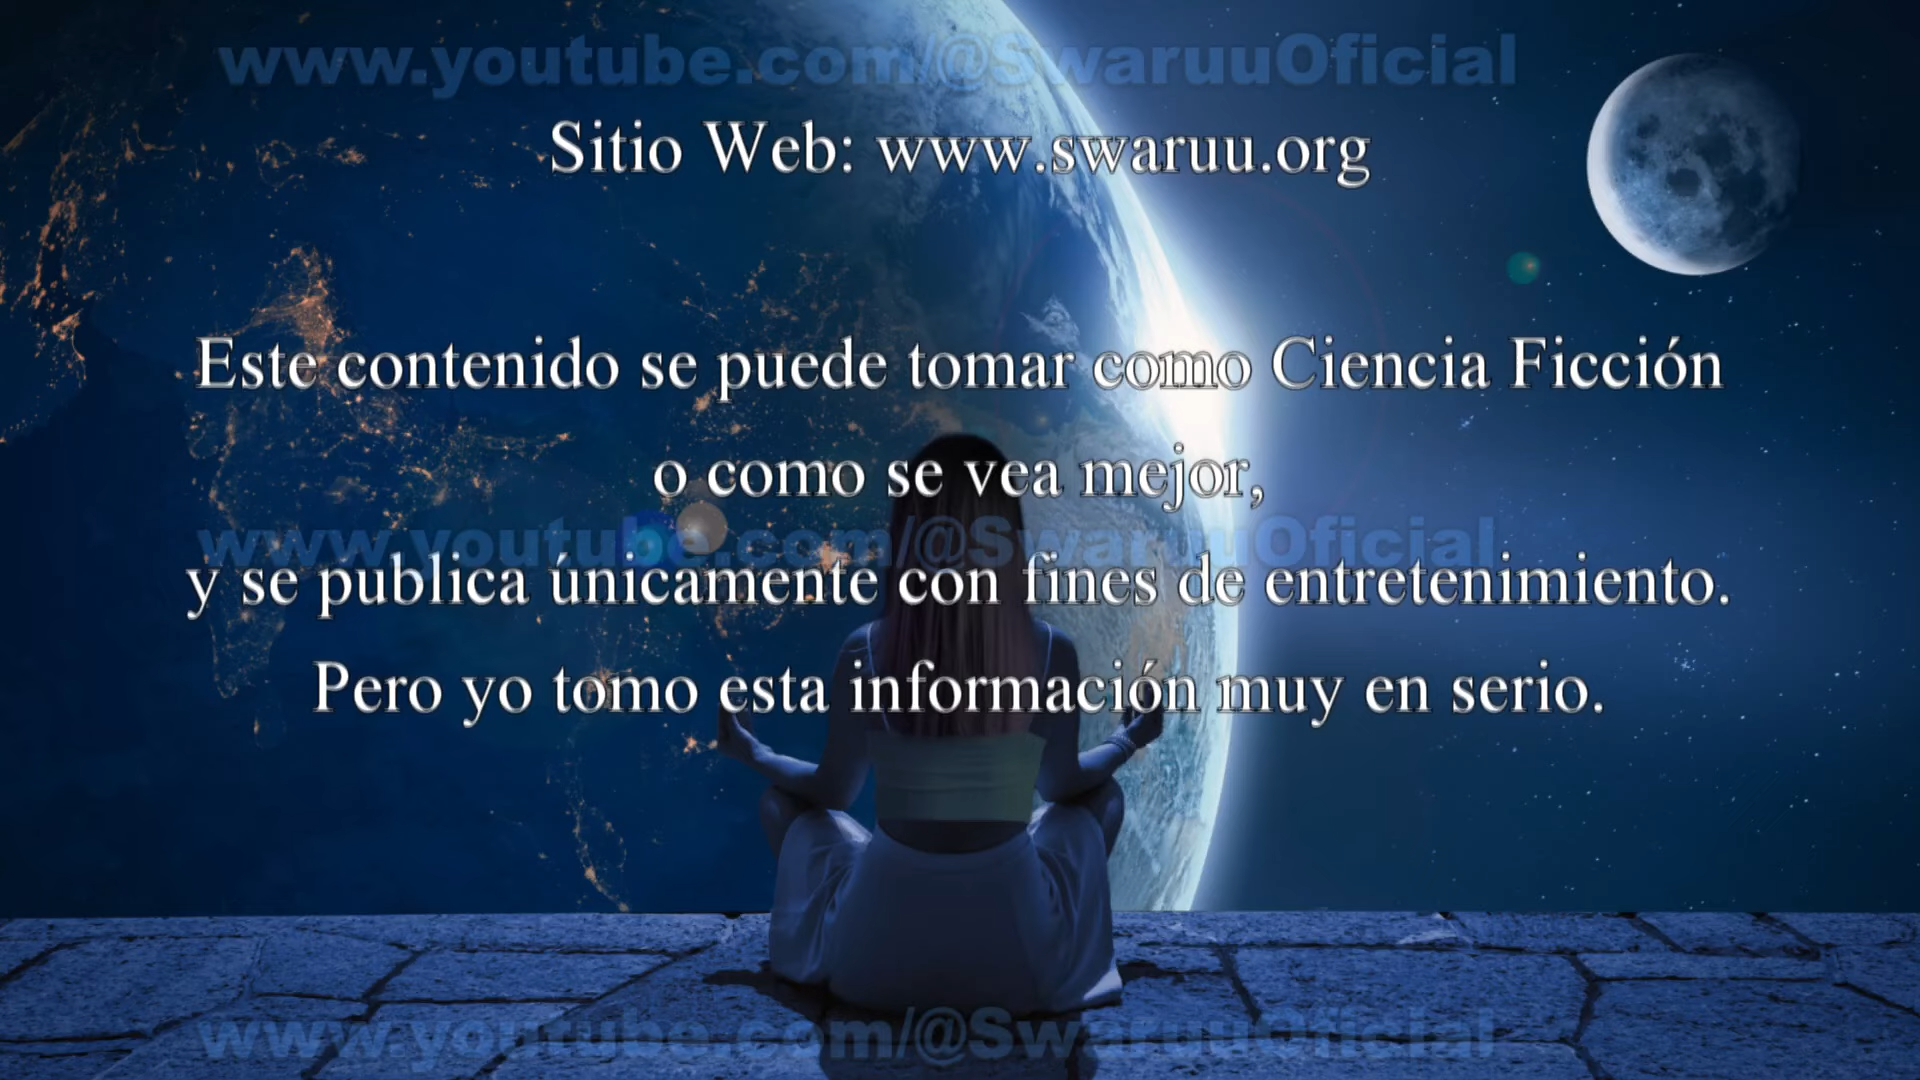 www.youtube.com/@SwaruuOficial
Sitio Web: www.swaruu.org
Este contenido se puede tomar como Ciencia Ficción
o como se vea mejor,
www.youtube.com/@SwaruuOficial
y se publica únicamente con fines de entretenimiento.
Pero yo tomo esta información muy en serio.
www.youtube.com/@SwaruuOficial